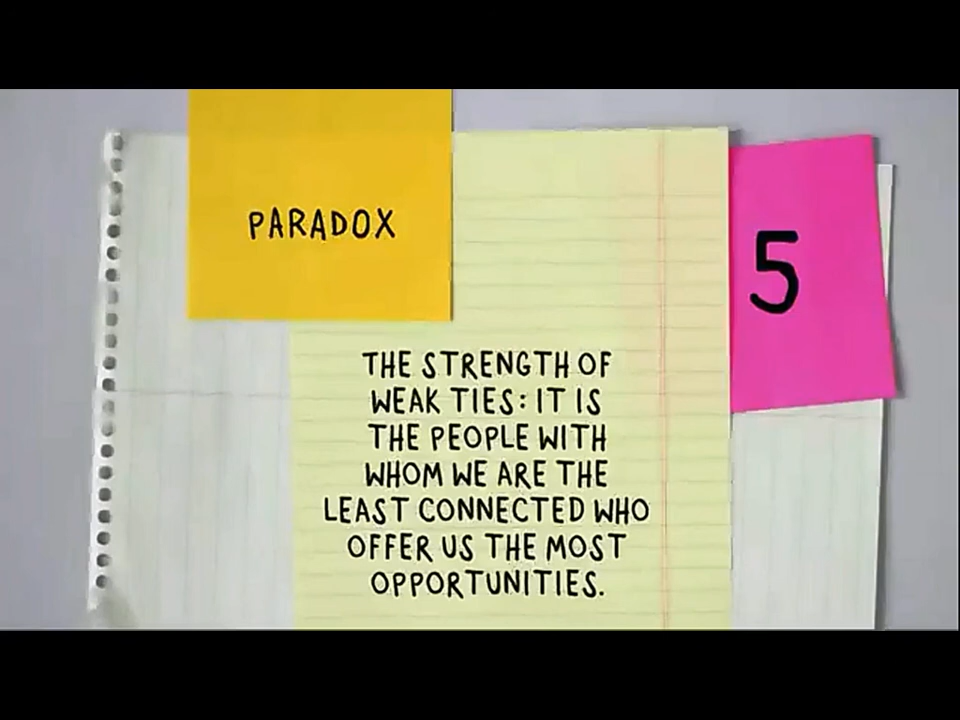 PARADOX
5
THE STRENGTH OF
WEAK TIES: IT IS
THE PEOPLE WITH
WHOM WE ARE THE
LEAST CONNECTED WHO
OFFER US THE MOST
OPPORTUNITIES.